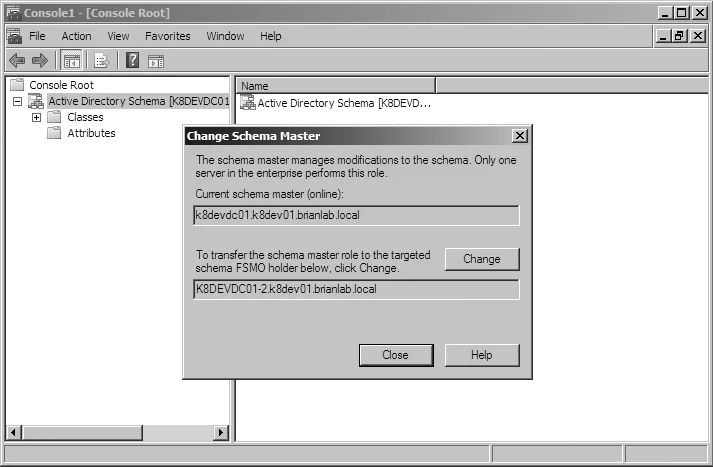 Console1 - [Console Root]
File Action View Favorites Window Help
Console Root
Active Directory Schema [K8DEVDC01
Classes
Attributes
Name
Active Directory Schema [K8DEVD...
Change Schema Master
The schema master manages modifications to the schema. Only one
server in the enterprise performs this role.
Current schema master (online):
k8devdc01.k8dev01.brianlab.local
To transfer the schema master role to the targeted
schema FSMO holder below, click Change.
Change
K8DEVDC01-2.k8dev01.brianlab.local
Close
Help